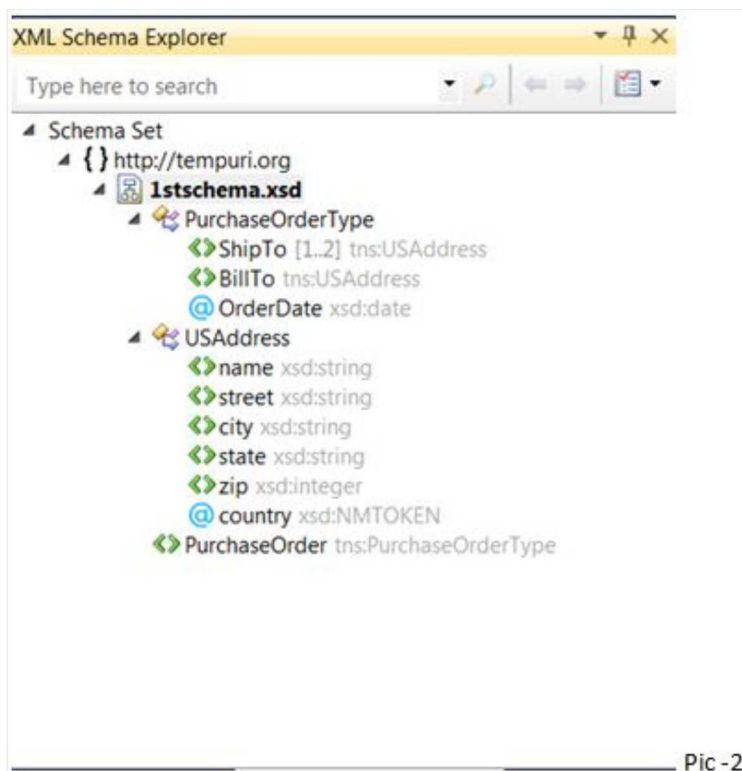 XML Schema Explorer
Type here to search
Schema Set
{ } http://tempuri.org
1stschema.xsd
PurchaseOrderType
ShipTo [1..2] tns:USAddress
BillTo tns:USAddress
@ OrderDate xsd:date
USAddress
name xsd:string
street xsd:string
city xsd:string
state xsd:string
zip xsd:integer
@ country xsd:NMTOKEN
PurchaseOrder tns:PurchaseOrderType
Pic -2